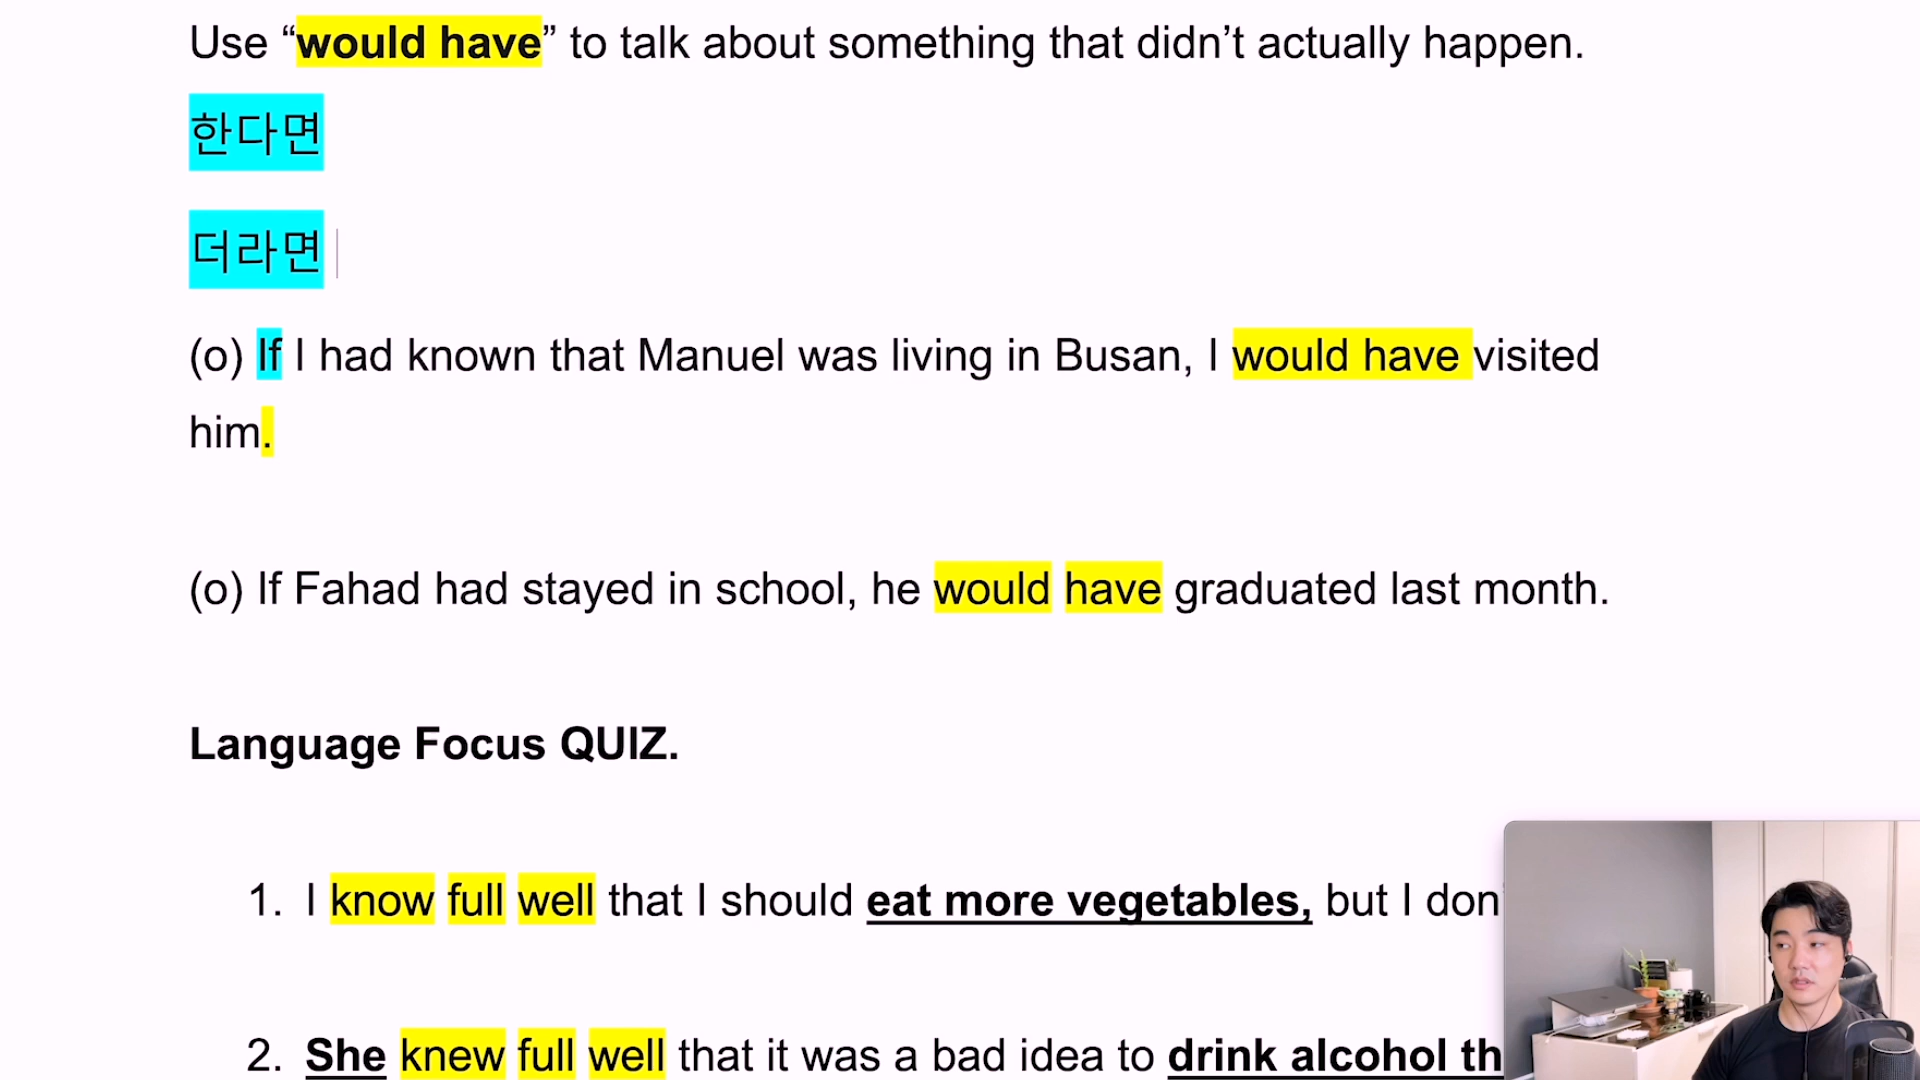 Use “would have” to talk about something that didn’t actually happen.
한다면
더라면
(o) If I had known that Manuel was living in Busan, I would have visited
him.
(o) If Fahad had stayed in school, he would have graduated last month.
Language Focus QUIZ.
1. I know full well that I should eat more vegetables, but I don'
2. She knew full well that it was a bad idea to drink alcohol th